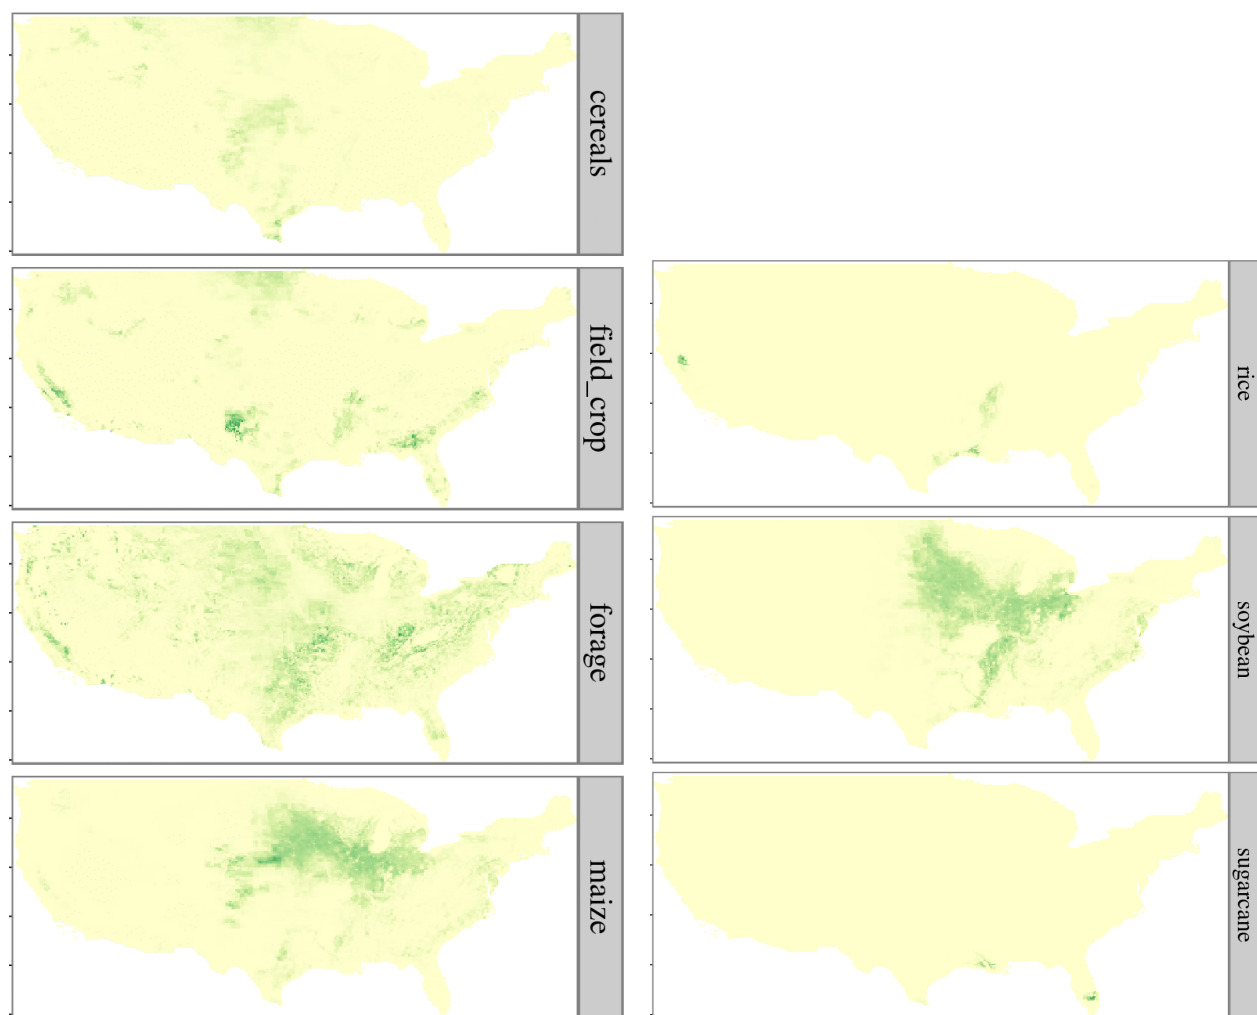 cereals
field_crop
forage
maize
rice
soybean
sugarcane